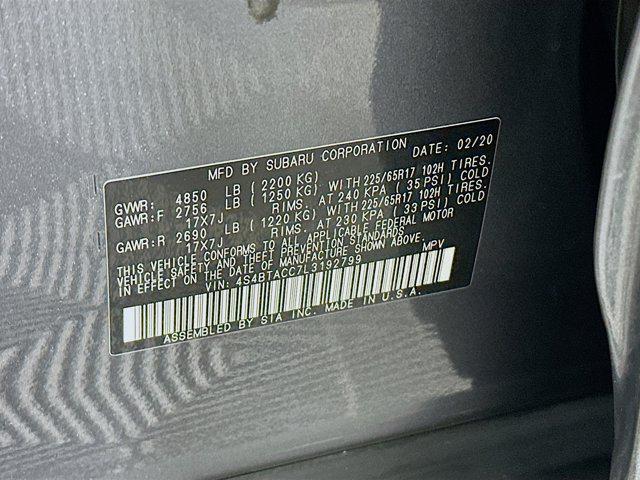 MFD BY SUBARU CORPORATION DATE: 02/20
GVWR: 4850 LB (2200 KG)
GAWR:F 2756 LB (1250 KG) WITH 225/65R17 102H TIRES.
17X7J RIMS. AT 240 KPA (35 PSI) COLD
GAWR:R 2690 LB (1220 KG) WITH 225/65R17 102H TIRES.
17X7J RIMS. AT 230 KPA (33 PSI) COLD
THIS VEHICLE CONFORMS TO ALL APPLICABLE FEDERAL MOTOR
VEHICLE SAFETY AND THEFT PREVENTION STANDARDS
IN EFFECT ON THE DATE OF MANUFACTURE SHOWN ABOVE.
VIN: 4S4BTACC7L3192799 MPV
ASSEMBLED BY SIA INC. MADE IN U.S.A.